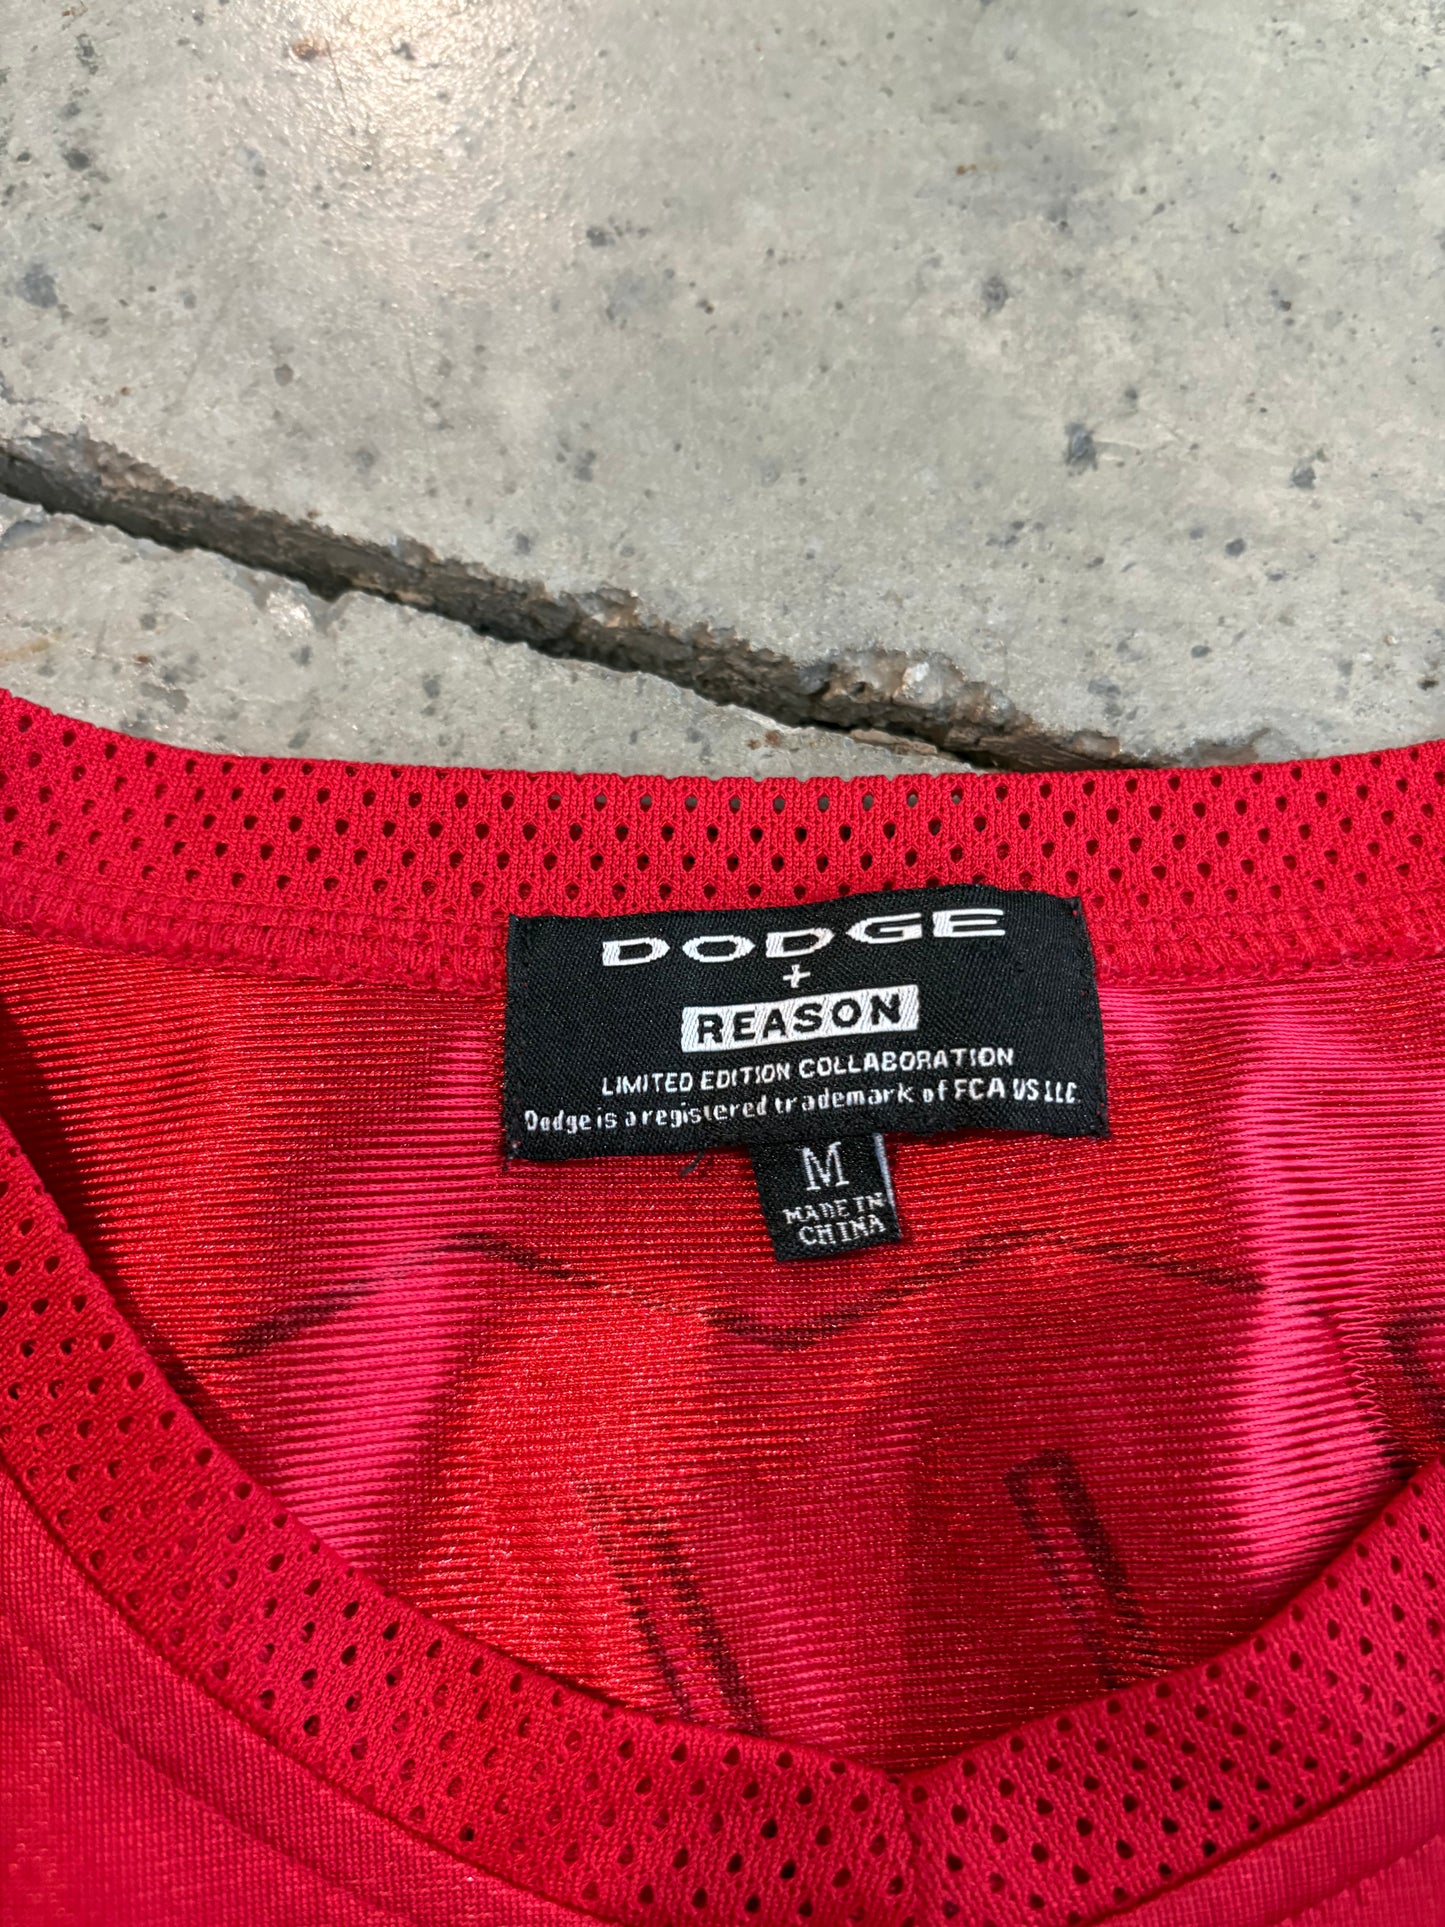 DODGE
+
REASON
LIMITED EDITION COLLABORATION
Dodge is a registered trademark of FCA US LLC.
M
MADE IN
CHINA